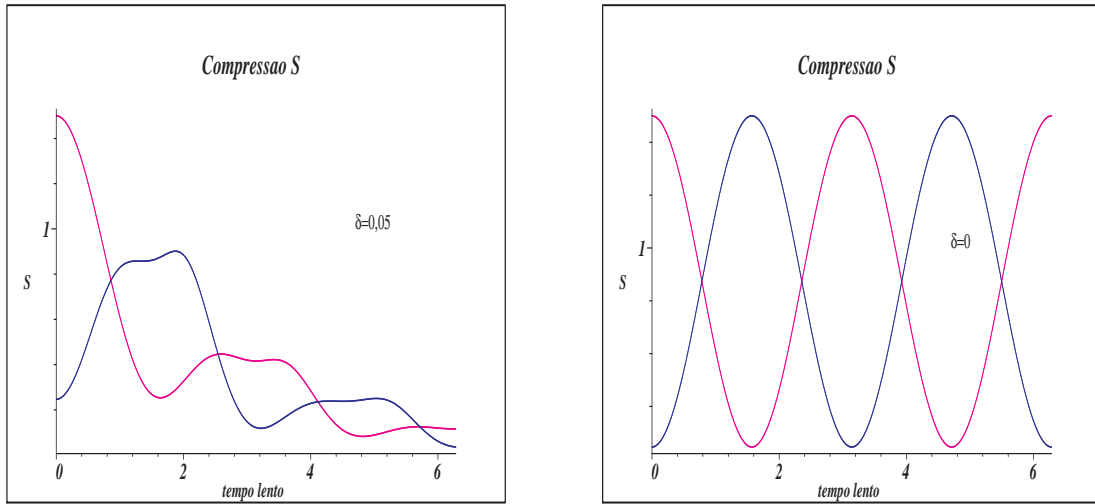 Compressao S
1
δ=0,05
S
0 2 4 6
tempo lento
Compressao S
1
δ=0
S
0 2 4 6
tempo lento